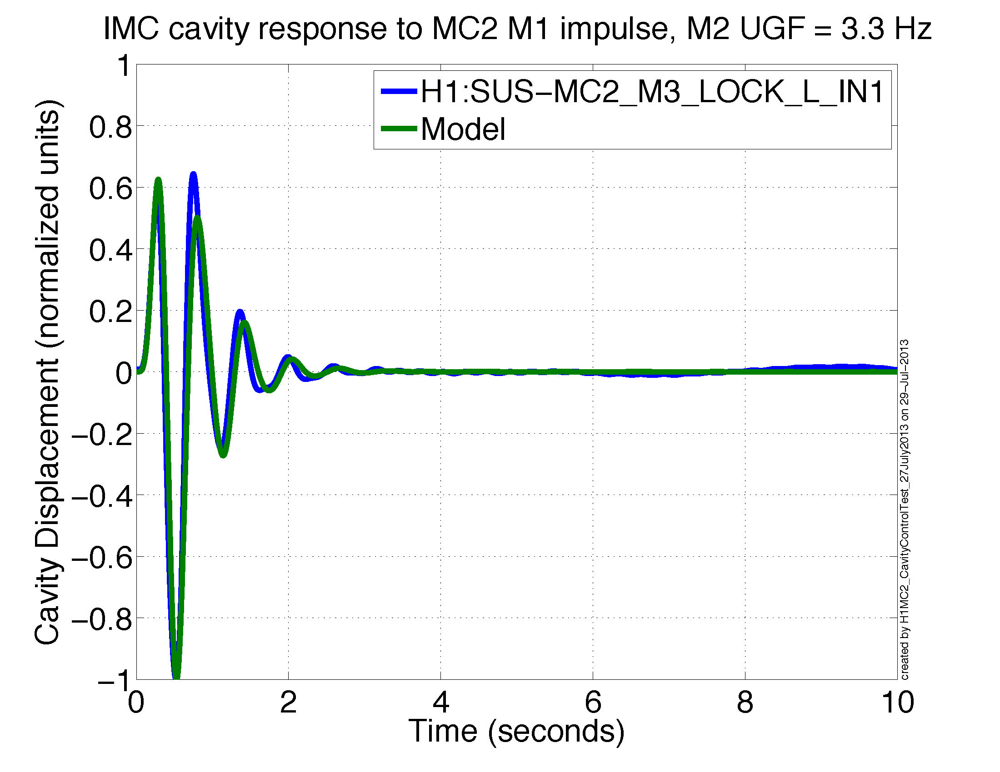 IMC cavity response to MC2 M1 impulse, M2 UGF = 3.3 Hz
H1:SUS−MC2_M3_LOCK_L_IN1
Model
Cavity Displacement (normalized units)
1
0.8
0.6
0.4
0.2
0
−0.2
−0.4
−0.6
−0.8
−1
0 2 4 6 8 10
Time (seconds)
created by H1MC2_CavityControlTest_27July2013 on 29−Jul−2013